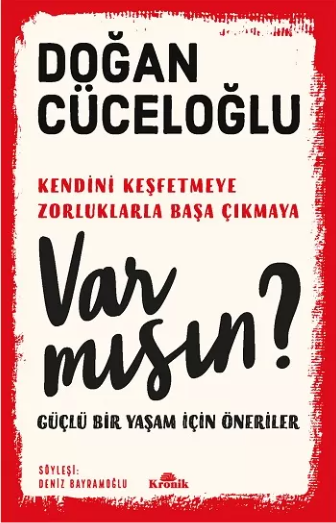 DOĞAN
CÜCELOĞLU
KENDİNİ KEŞFETMEYE
ZORLUKLARLA BAŞA ÇIKMAYA
Var
mısın?
GÜÇLÜ BİR YAŞAM İÇİN ÖNERİLER
SÖYLEŞİ:
DENİZ BAYRAMOĞLU
Kronik